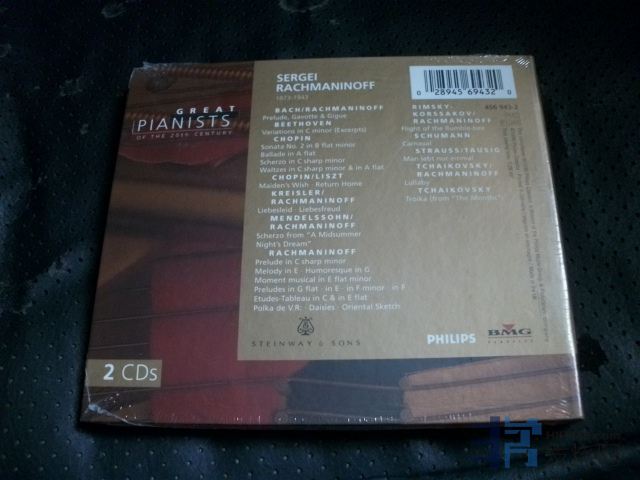 GREAT
PIANISTS
OF THE 20TH CENTURY
2 CDs
SERGEI
RACHMANINOFF
1873-1943
BACH/RACHMANINOFF
Prelude, Gavotte & Gigue
BEETHOVEN
Variations in C minor (Excerpts)
CHOPIN
Sonata No. 2 in B flat minor
Ballade in A flat
Scherzo in C sharp minor
Waltzes in C sharp minor & in A flat
CHOPIN/LISZT
Maiden's Wish · Return Home
KREISLER/
RACHMANINOFF
Liebesleid · Liebesfreud
MENDELSSOHN/
RACHMANINOFF
Scherzo from "A Midsummer
Night's Dream"
RACHMANINOFF
Prelude in C sharp minor
Melody in E · Humoresque in G
Moment musical in E flat minor
Preludes in G flat · in E · in F minor · in F
Etudes-Tableau in C & in E flat
Polka de V.R. · Daisies · Oriental Sketch
0 28945 69432 0
456 943-2
RIMSKY-
KORSSAKOV/
RACHMANINOFF
Flight of the Bumble-bee
SCHUMANN
Carnaval
STRAUSS/TAUSIG
Man lebt nur einmal
TCHAIKOVSKY/
RACHMANINOFF
Lullaby
TCHAIKOVSKY
Troika (from "The Months")
STEINWAY & SONS
PHILIPS
BMG
CLASSICS